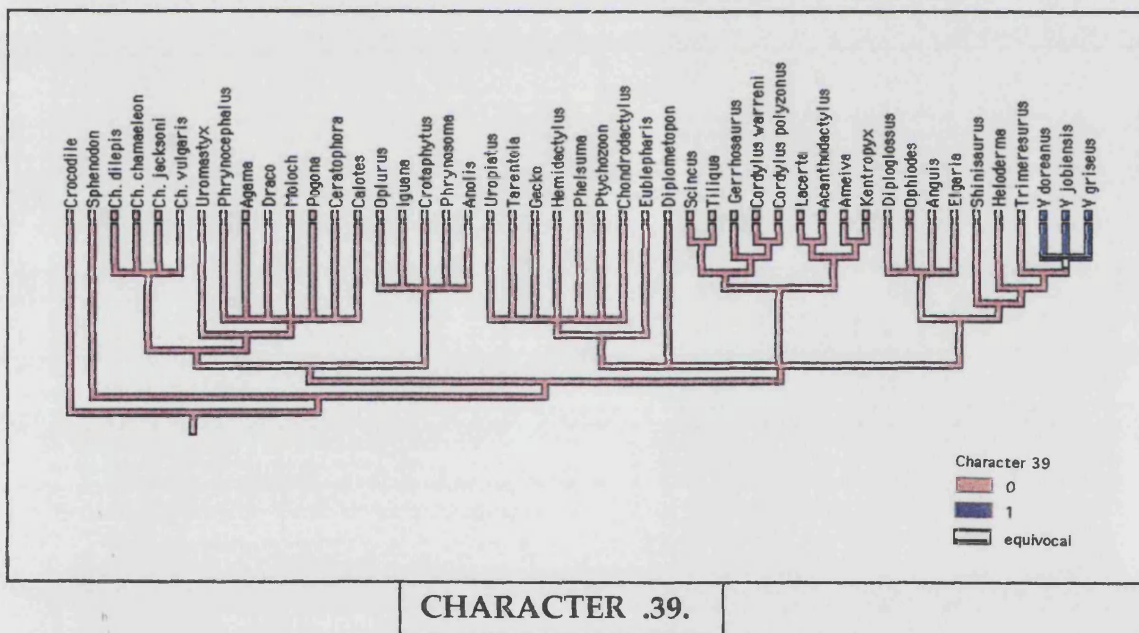 Crocodile
Sphenodon
Ch. dilepis
Ch. chamaeleon
Ch. jacksoni
Ch. vulgaris
Uromastyx
Phrynocephalus
Agama
Draco
Moloch
Pogona
Ceratophora
Calotes
Oplurus
Iguana
Crotaphytus
Phrynosoma
Anolis
Uroplatus
Tarentola
Gecko
Hemidactylus
Phelsuma
Ptychozoon
Chondrodactylus
Eublepharis
Diplometopon
Scincus
Tiliqua
Gerrhosaurus
Cordylus warreni
Cordylus polyzonus
Lacerta
Acanthodactylus
Ameiva
Kentropyx
Diploglossus
Ophiodes
Anguis
Elgaria
Shinisaurus
Heloderma
Trimeresurus
V doreanus
V jobiensis
V griseus
Character 39
0
1
equivocal
CHARACTER .39.